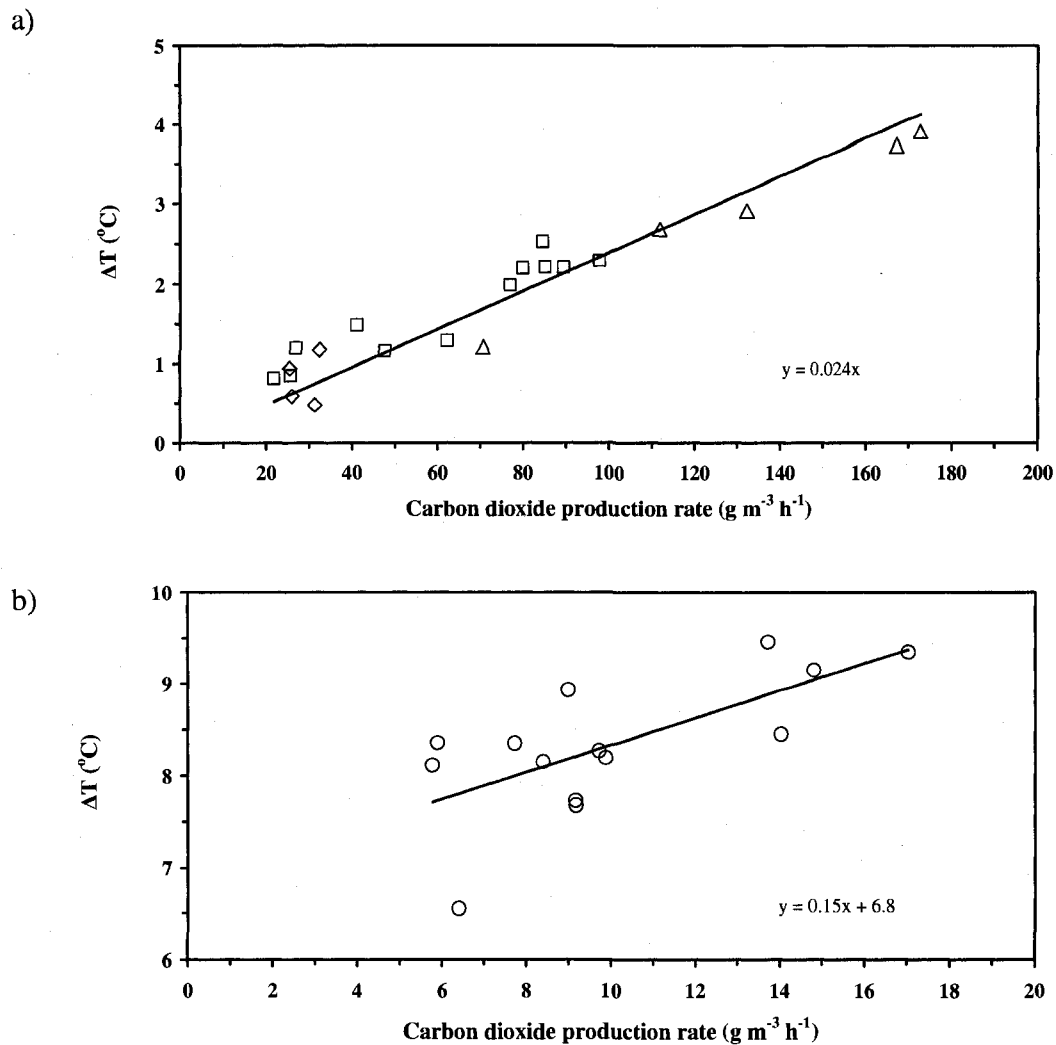 a)
5
4
3
2
1
0
ΔT (°C)
0 20 40 60 80 100 120 140 160 180 200
Carbon dioxide production rate (g m⁻³ h⁻¹)
y = 0.024x
b)
10
9
8
7
6
ΔT (°C)
0 2 4 6 8 10 12 14 16 18 20
Carbon dioxide production rate (g m⁻³ h⁻¹)
y = 0.15x + 6.8